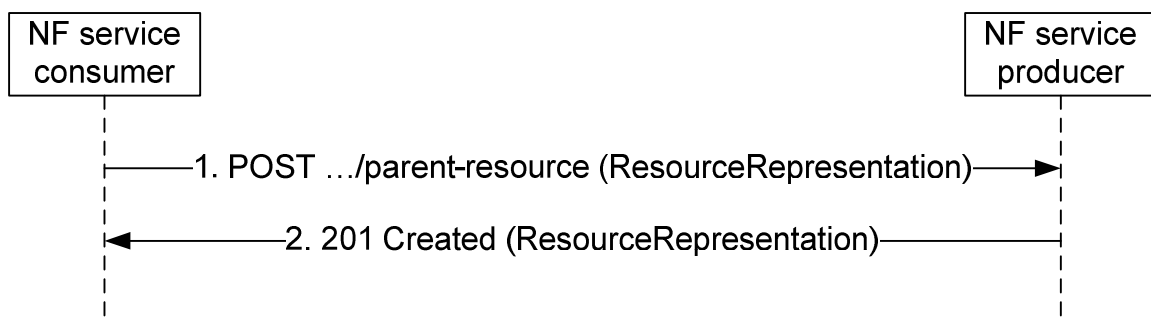 NF service
consumer
NF service
producer
1. POST …/parent-resource (ResourceRepresentation)
2. 201 Created (ResourceRepresentation)